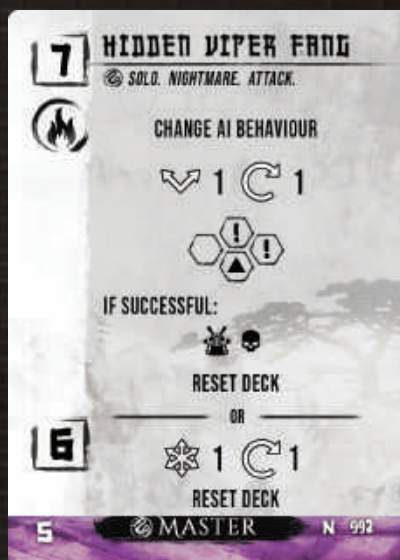 7 HIDDEN VIPER FANG
SOLO. NIGHTMARE. ATTACK.
CHANGE AI BEHAVIOUR
1 1
! !
IF SUCCESSFUL:
RESET DECK
OR
6 1 1
RESET DECK
5 MASTER N 992